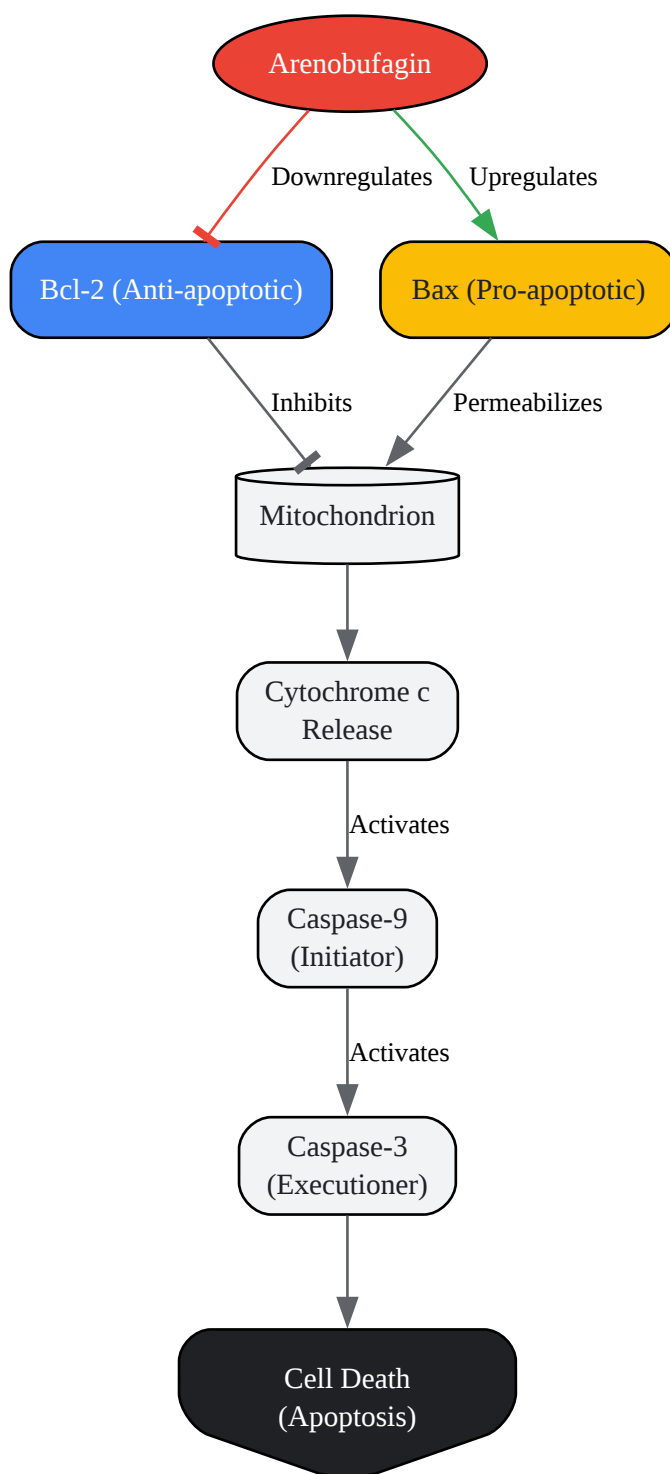 Arenobufagin
Downregulates
Upregulates
Bcl-2 (Anti-apoptotic)
Bax (Pro-apoptotic)
Inhibits
Permeabilizes
Mitochondrion
Cytochrome c
Release
Activates
Caspase-9
(Initiator)
Activates
Caspase-3
(Executioner)
Cell Death
(Apoptosis)